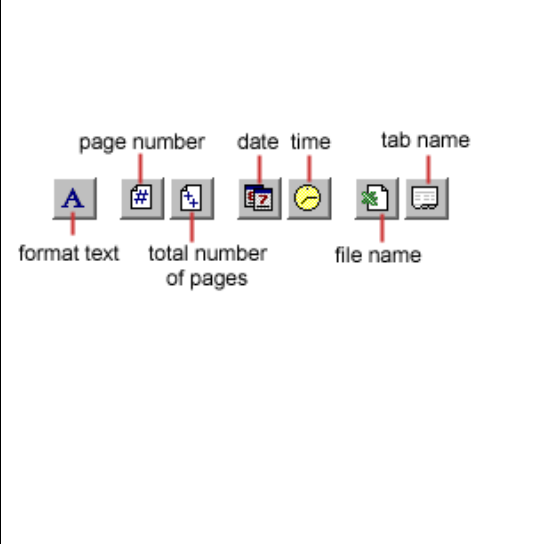 page number
date
time
tab name
A
#
format text
total number
of pages
file name